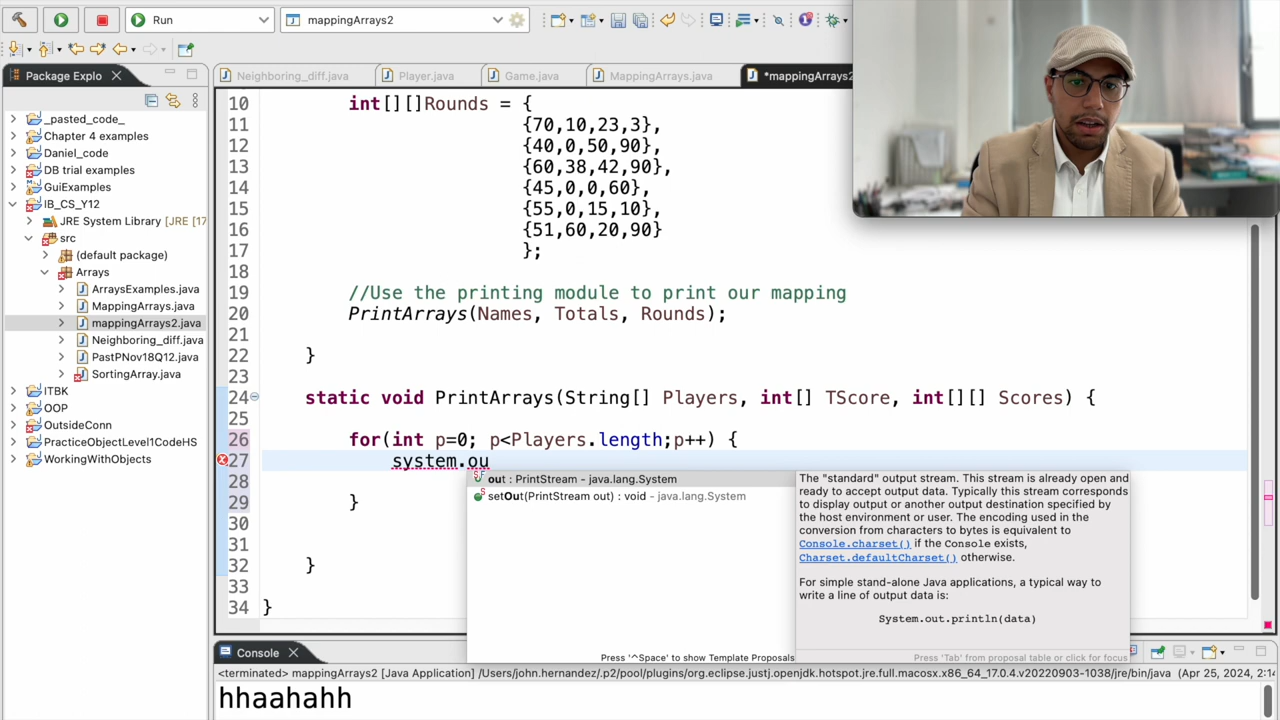 Run
mappingArrays2
Package Explo
Neighboring_diff.java
Player.java
Game.java
MappingArrays.java
*mappingArrays2
_pasted_code_
Chapter 4 examples
Daniel_code
DB trial examples
GuiExamples
IB_CS_Y12
JRE System Library [JRE [17
src
(default package)
Arrays
ArraysExamples.java
MappingArrays.java
mappingArrays2.java
Neighboring_diff.java
PastPNov18Q12.java
SortingArray.java
ITBK
OOP
OutsideConn
PracticeObjectLevel1CodeHS
WorkingWithObjects
10 int[][]Rounds = {
11 {70,10,23,3},
12 {40,0,50,90},
13 {60,38,42,90},
14 {45,0,0,60},
15 {55,0,15,10},
16 {51,60,20,90}
17 };
18
19 //Use the printing module to print our mapping
20 PrintArrays(Names, Totals, Rounds);
21
22 }
23
24 static void PrintArrays(String[] Players, int[] TScore, int[][] Scores) {
25
26 for(int p=0; p<Players.length;p++) {
27 system.ou
28
29 }
30
31
32 }
33
34 }
out : PrintStream - java.lang.System
setOut(PrintStream out) : void - java.lang.System
Press '^Space' to show Template Proposals
The "standard" output stream. This stream is already open and
ready to accept output data. Typically this stream corresponds
to display output or another output destination specified by
the host environment or user. The encoding used in the
conversion from characters to bytes is equivalent to
Console.charset() if the Console exists,
Charset.defaultCharset() otherwise.
For simple stand-alone Java applications, a typical way to
write a line of output data is:
System.out.println(data)
Press 'Tab' from proposal table or click for focus
Console
<terminated> mappingArrays2 [Java Application] /Users/john.hernandez/.p2/pool/plugins/org.eclipse.justj.openjdk.hotspot.jre.full.macosx.x86_64_17.0.4.v20220903-1038/jre/bin/java (Apr 25, 2024, 2:14
hhaahahh